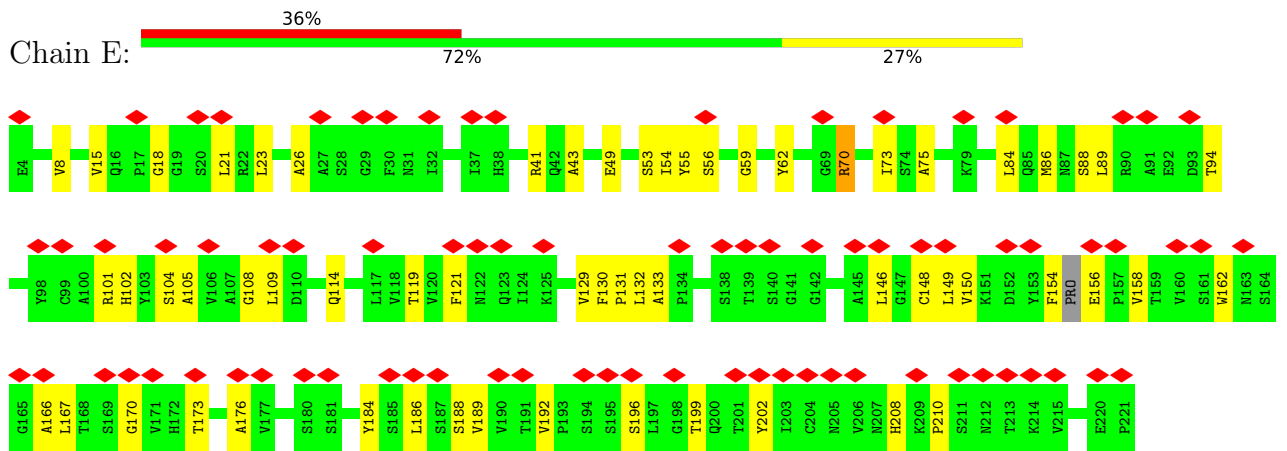 36%
Chain E:
72% 27%
E4 V8 V15 Q16 P17 G18 G19 S20 L21 R22 L23 A26 A27 S28 G29 F30 N31 I32 I37 H38 R41 Q42 A43 E49 S53 I54 Y55 S56 G59 Y62 G69 R70 I73 S74 A75 K79 L84 Q85 M86 N87 S88 L89 R90 A91 E92 D93 T94
Y98 C99 A100 R101 H102 Y103 S104 A105 V106 A107 G108 L109 D110 Q114 L117 V118 T119 V120 F121 N122 Q123 I124 K125 V129 F130 P131 L132 A133 P134 S138 T139 S140 G141 G142 A145 L146 G147 C148 L149 V150 K151 D152 Y153 F154 PRO E156 P157 V158 T159 V160 S161 W162 N163 S164
G165 A166 L167 T168 S169 G170 V171 H172 T173 A176 V177 S180 S181 Y184 S185 L186 S187 S188 V189 V190 T191 V192 P193 S194 S195 S196 L197 G198 T199 Q200 T201 Y202 I203 C204 N205 V206 N207 H208 K209 P210 S211 N212 T213 K214 V215 E220 P221